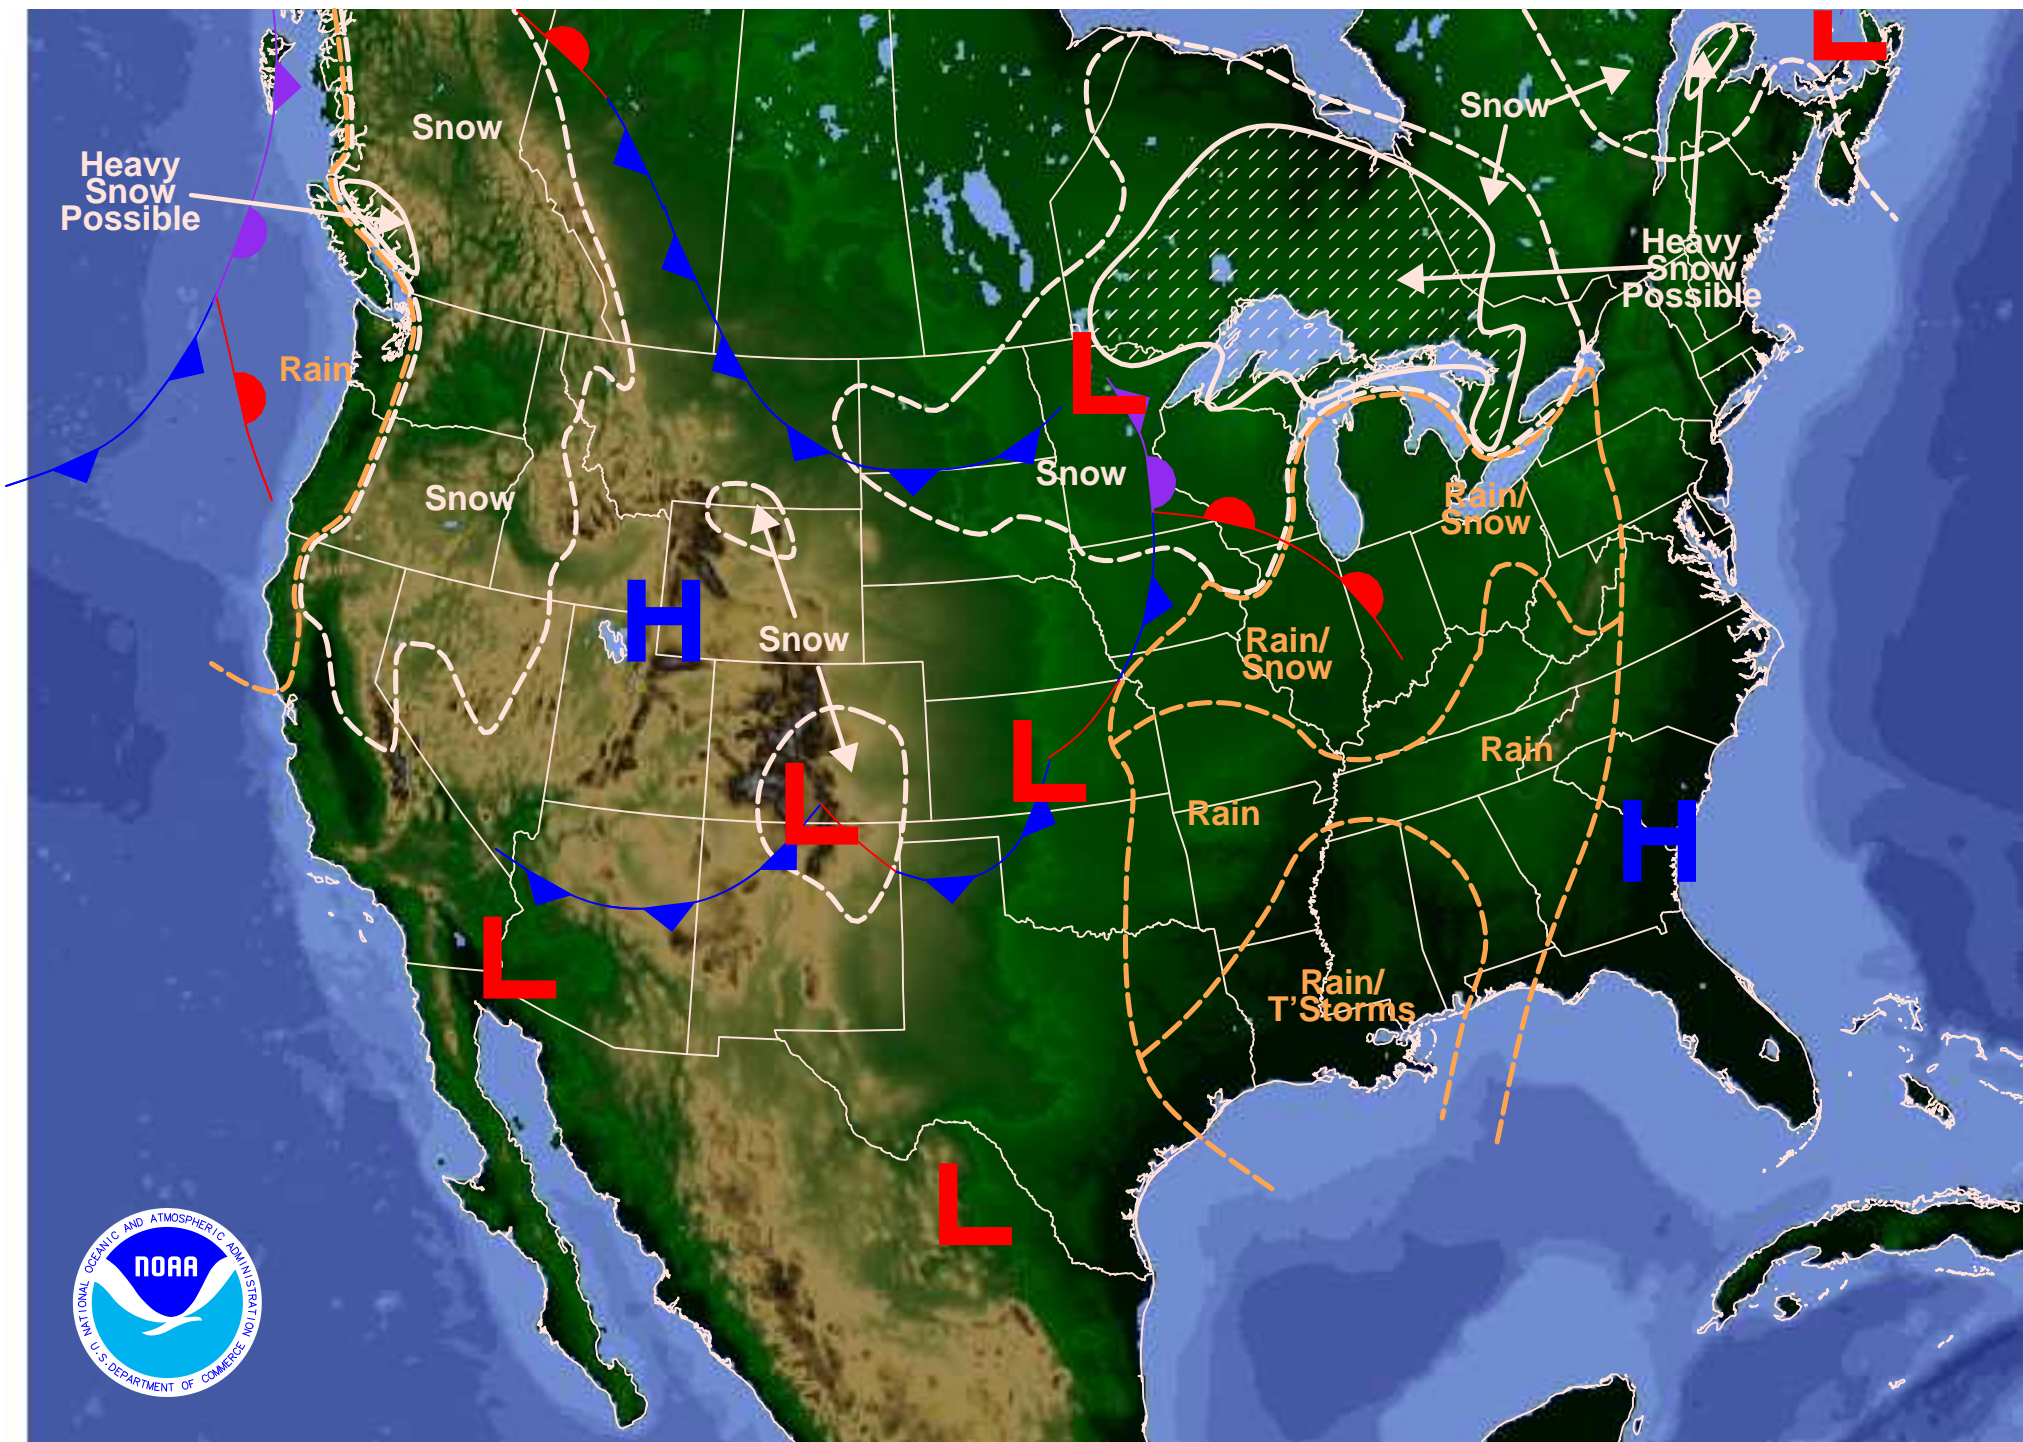 L
Snow
Snow
Heavy
Snow
Possible
Heavy
Snow
Possible
Rain
L
Snow
Snow
Rain/
Snow
H
Snow
Rain/
Snow
L
Rain
L
Rain
H
L
Rain/
T'Storms
L
NATIONAL OCEANIC AND ATMOSPHERIC ADMINISTRATION
NOAA
U.S. DEPARTMENT OF COMMERCE